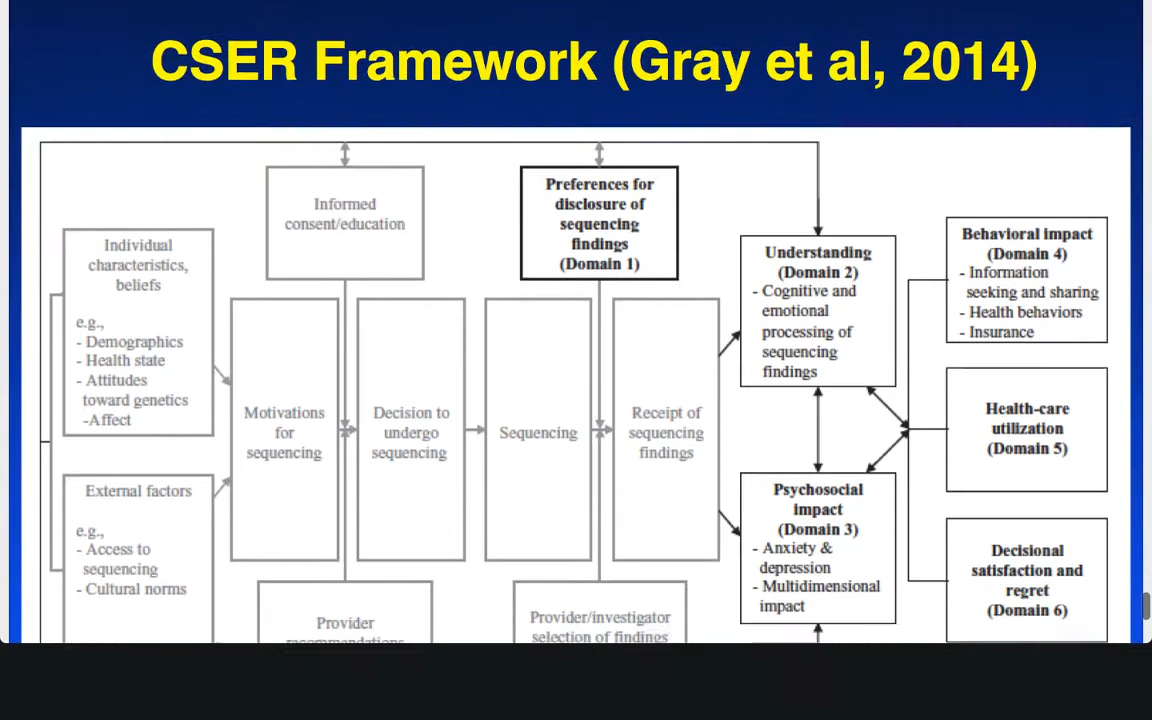 CSER Framework (Gray et al, 2014)
Informed
consent/education
Preferences for
disclosure of
sequencing
findings
(Domain 1)
Individual
characteristics,
beliefs
e.g.,
- Demographics
- Health state
- Attitudes
toward genetics
-Affect
External factors
e.g.,
- Access to
sequencing
- Cultural norms
Motivations
for
sequencing
Decision to
undergo
sequencing
Sequencing
Receipt of
sequencing
findings
Provider
recommendations
Provider/investigator
selection of findings
Understanding
(Domain 2)
- Cognitive and
emotional
processing of
sequencing
findings
Psychosocial
impact
(Domain 3)
- Anxiety &
depression
- Multidimensional
impact
Behavioral impact
(Domain 4)
- Information
seeking and sharing
- Health behaviors
- Insurance
Health-care
utilization
(Domain 5)
Decisional
satisfaction and
regret
(Domain 6)